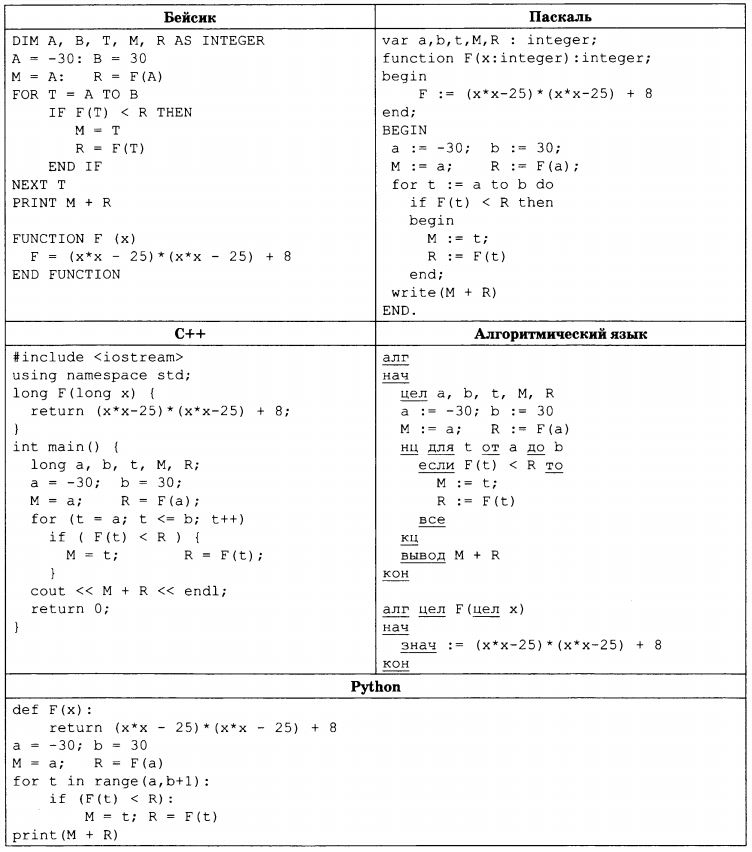 Бейсик
DIM A, B, T, M, R AS INTEGER
A = -30: B = 30
M = A: R = F(A)
FOR T = A TO B
IF F(T) < R THEN
M = T
R = F(T)
END IF
NEXT T
PRINT M + R
FUNCTION F (x)
F = (x*x - 25)*(x*x - 25) + 8
END FUNCTION
Паскаль
var a,b,t,M,R : integer;
function F(x:integer):integer;
begin
F := (x*x-25)*(x*x-25) + 8
end;
BEGIN
a := -30; b := 30;
M := a; R := F(a);
for t := a to b do
if F(t) < R then
begin
M := t;
R := F(t)
end;
write(M + R)
END.
C++
#include <iostream>
using namespace std;
long F(long x) {
return (x*x-25)*(x*x-25) + 8;
}
int main() {
long a, b, t, M, R;
a = -30; b = 30;
M = a; R = F(a);
for (t = a; t <= b; t++)
if ( F(t) < R ) {
M = t; R = F(t);
}
cout << M + R << endl;
return 0;
}
Алгоритмический язык
алг
нач
цел a, b, t, M, R
a := -30; b := 30
M := a; R := F(a)
нц для t от a до b
если F(t) < R то
M := t;
R := F(t)
все
кц
вывод M + R
кон
алг цел F(цел x)
нач
знач := (x*x-25)*(x*x-25) + 8
кон
Python
def F(x):
return (x*x - 25)*(x*x - 25) + 8
a = -30; b = 30
M = a; R = F(a)
for t in range(a,b+1):
if (F(t) < R):
M = t; R = F(t)
print(M + R)